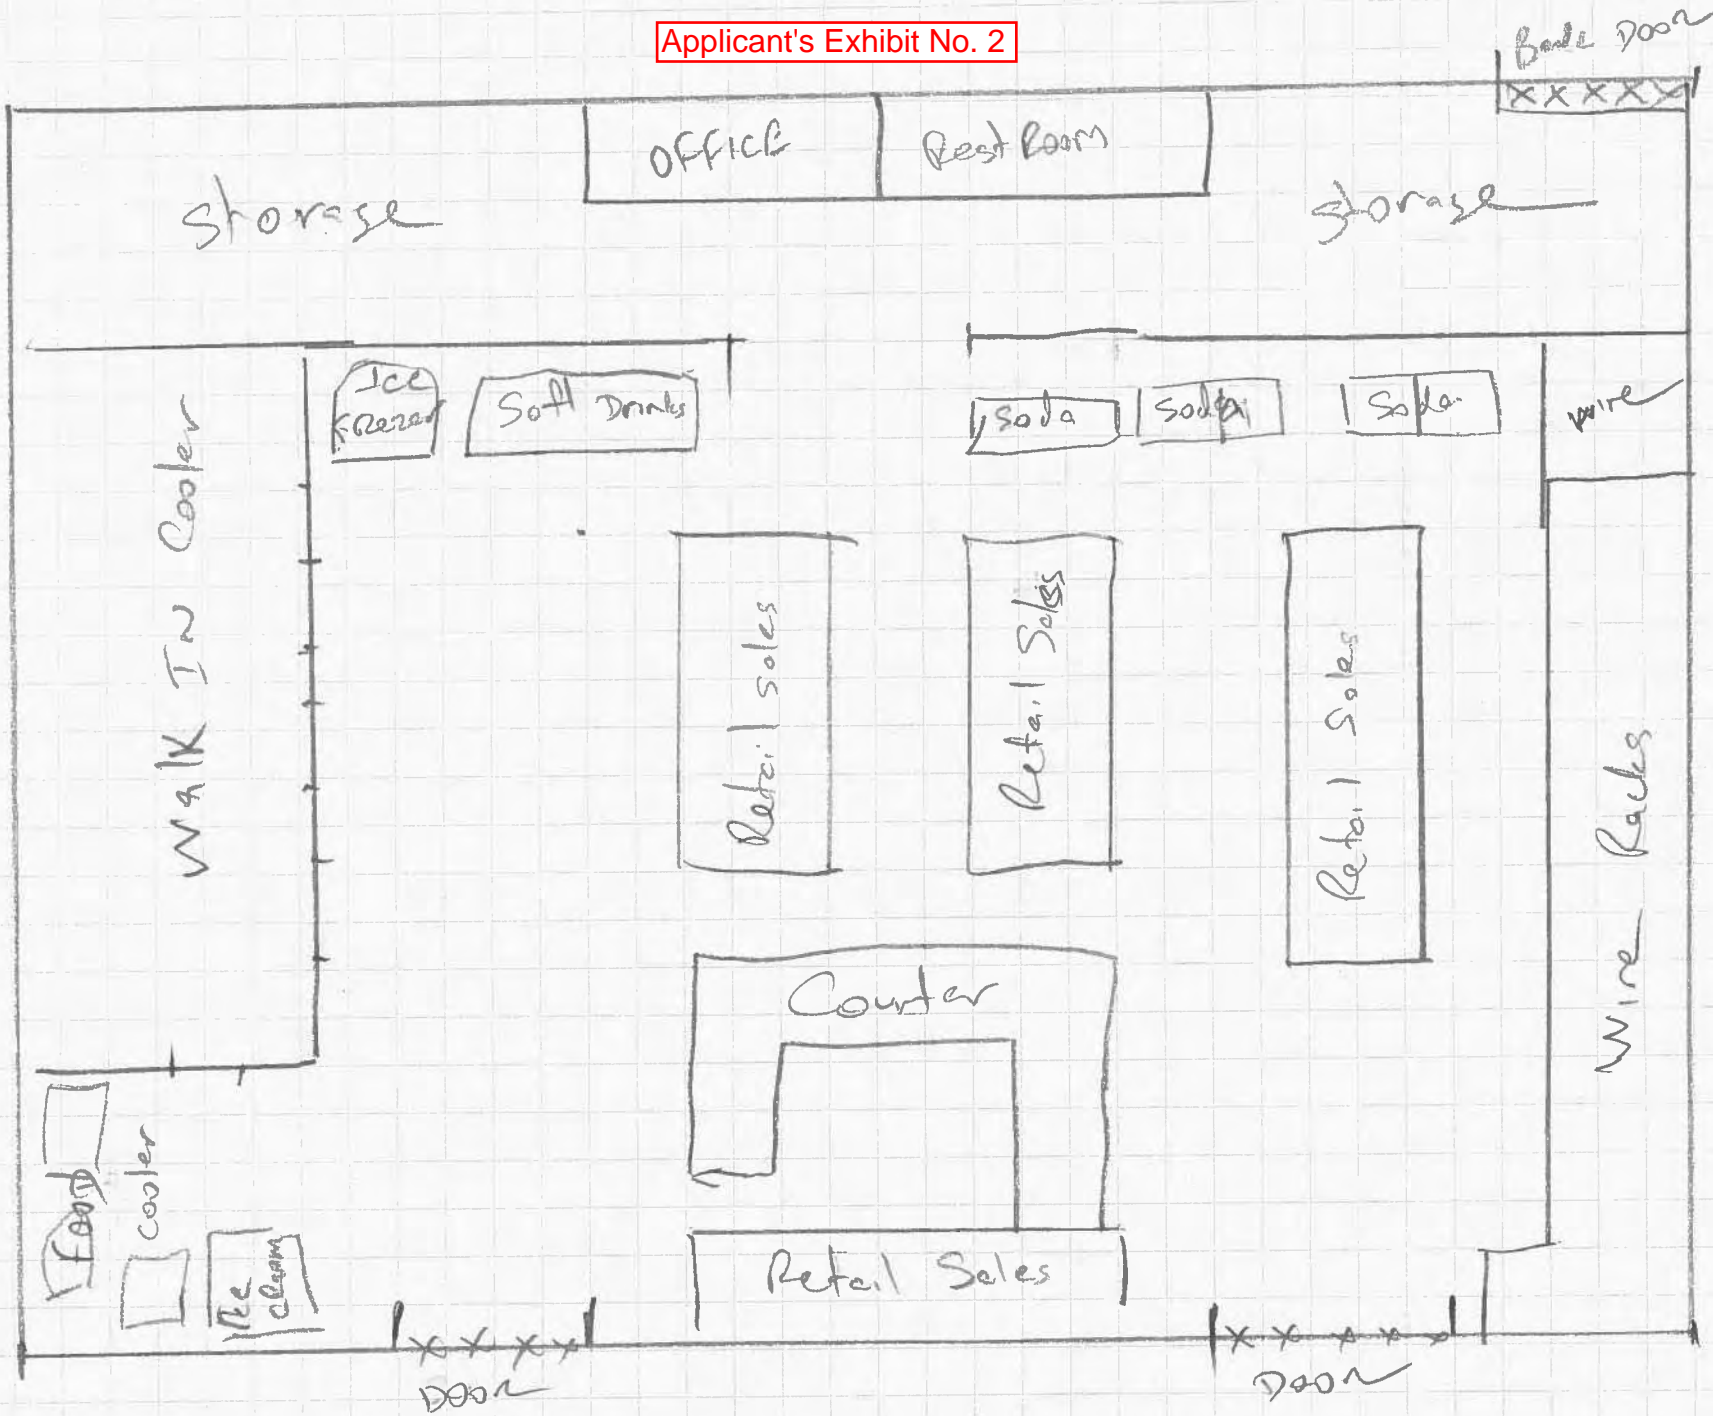 Applicant's Exhibit No. 2
Back Door
OFFICE
Rest Room
Storage
Storage
Ice
Frezer
Soft Drinks
Soda
Soda
Soda
wire
Walk IN Cooler
Retail sales
Retail Sales
Retail Sales
Wire Racks
Counter
Food
Cooler
Ice
Cream
Retail Sales
Door
Door